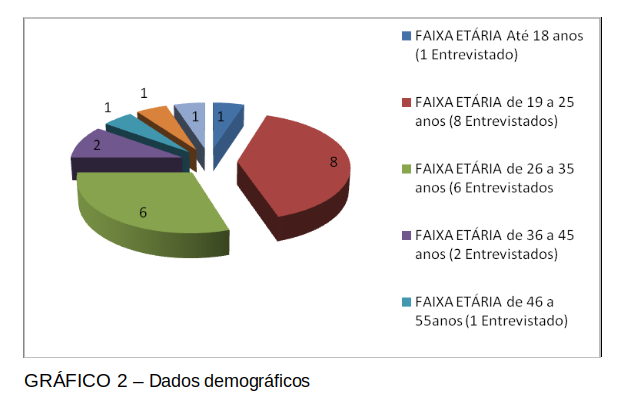 FAIXA ETÁRIA Até 18 anos
(1 Entrevistado)
FAIXA ETÁRIA de 19 a 25
anos (8 Entrevistados)
FAIXA ETÁRIA de 26 a 35
anos (6 Entrevistados
FAIXA ETÁRIA de 36 a 45
anos (2 Entrevistados)
FAIXA ETÁRIA de 46 a
55anos (1 Entrevistado)
1
1
1
1
2
8
6
GRÁFICO 2 – Dados demográficos